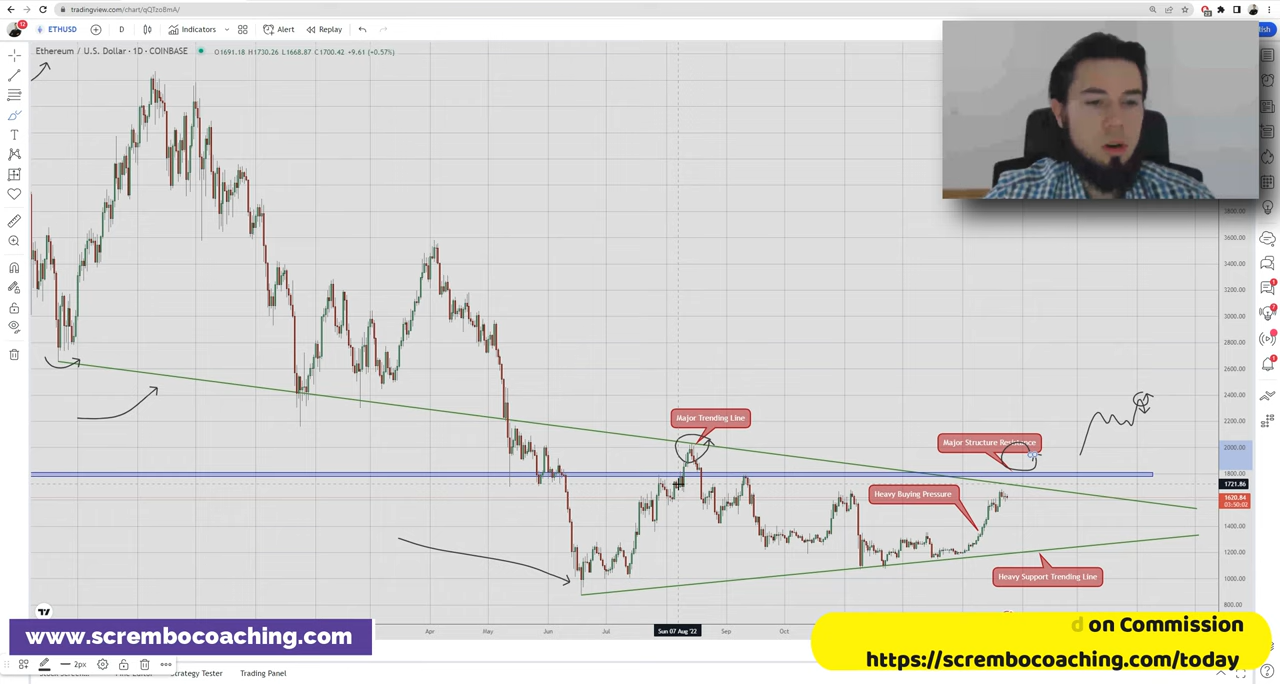 tradingview.com/chart/qQTzoBmA/
ETHUSD
D
Indicators
Alert
Replay
Ethereum / U.S. Dollar · 1D · COINBASE
O1691.18 H1730.26 L1668.87 C1700.42 +9.61 (+0.57%)
3800.00
3600.00
3400.00
3200.00
3000.00
2800.00
2600.00
2400.00
2200.00
2000.00
1800.00
1721.86
1620.84
03:50:02
1400.00
1200.00
1000.00
800.00
Major Trending Line
Major Structure Resistance
Heavy Buying Pressure
Heavy Support Trending Line
Apr
May
Jun
Jul
Sun 07 Aug '22
Sep
Oct
www.scrembocoaching.com
on Commission
https://scrembocoaching.com/today
2px
Strategy Tester
Trading Panel